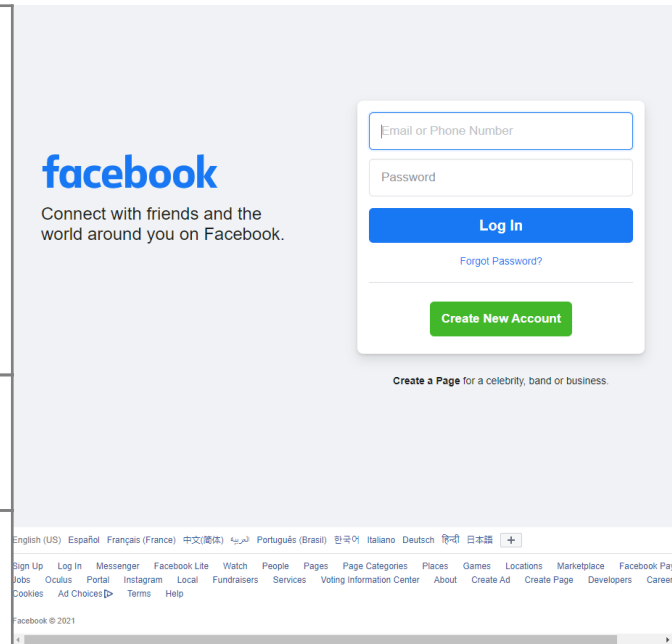 facebook
Connect with friends and the
world around you on Facebook.
Email or Phone Number
Password
Log In
Forgot Password?
Create New Account
Create a Page for a celebrity, band or business.
English (US) Español Français (France) 中文(简体) العربية Português (Brasil) 한국어 Italiano Deutsch हिन्दी 日本語 +
Sign Up Log In Messenger Facebook Lite Watch People Pages Page Categories Places Games Locations Marketplace Facebook Pay
Jobs Oculus Portal Instagram Local Fundraisers Services Voting Information Center About Create Ad Create Page Developers Career
Cookies Ad Choices Terms Help
Facebook © 2021